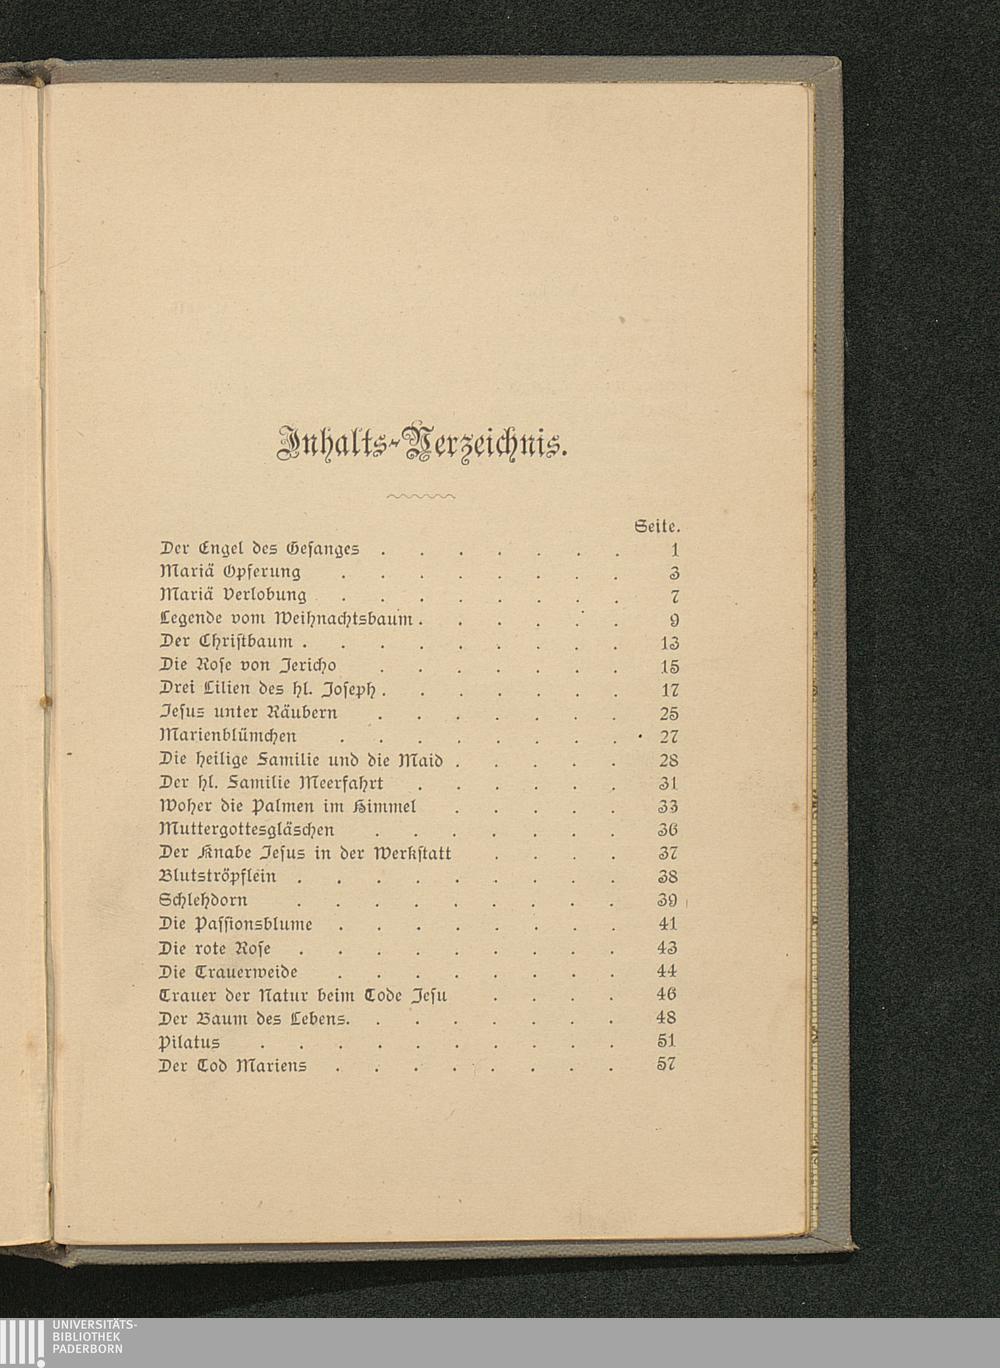 Inhalts-Verzeichnis.
Seite.
Der Engel des Gesanges . . . . . . . 1
Mariä Opferung . . . . . . . . 3
Mariä Verlobung . . . . . . . . 7
Legende vom Weihnachtsbaum . . . . . . 9
Der Christbaum . . . . . . . . . 13
Die Rose von Jericho . . . . . . . 15
Drei Lilien des hl. Joseph . . . . . . . 17
Jesus unter Räubern . . . . . . . 25
Marienblümchen . . . . . . . . 27
Die heilige Familie und die Maid . . . . . 28
Der hl. Familie Meerfahrt . . . . . . 31
Woher die Palmen im Himmel . . . . . 33
Muttergottesgläschen . . . . . . . 36
Der Knabe Jesus in der Werkstatt . . . . 37
Blutströpflein . . . . . . . . . 38
Schlehdorn . . . . . . . . . 39
Die Passionsblume . . . . . . . . 41
Die rote Rose . . . . . . . . . 43
Die Trauerweide . . . . . . . . 44
Trauer der Natur beim Tode Jesu . . . . 46
Der Baum des Lebens. . . . . . . . 48
Pilatus . . . . . . . . . . 51
Der Tod Mariens . . . . . . . . 57
UNIVERSITÄTS-
BIBLIOTHEK
PADERBORN